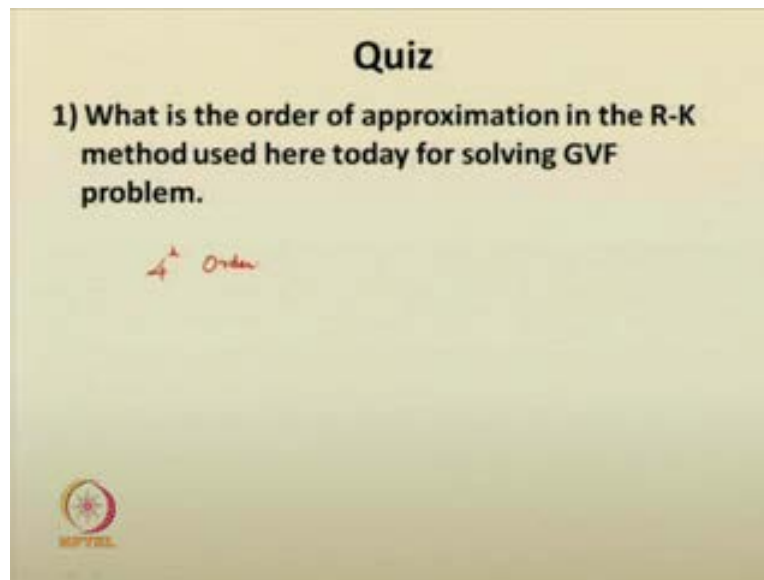 Quiz
1) What is the order of approximation in the R-K
method used here today for solving GVF
problem.
4th Order
NPTEL